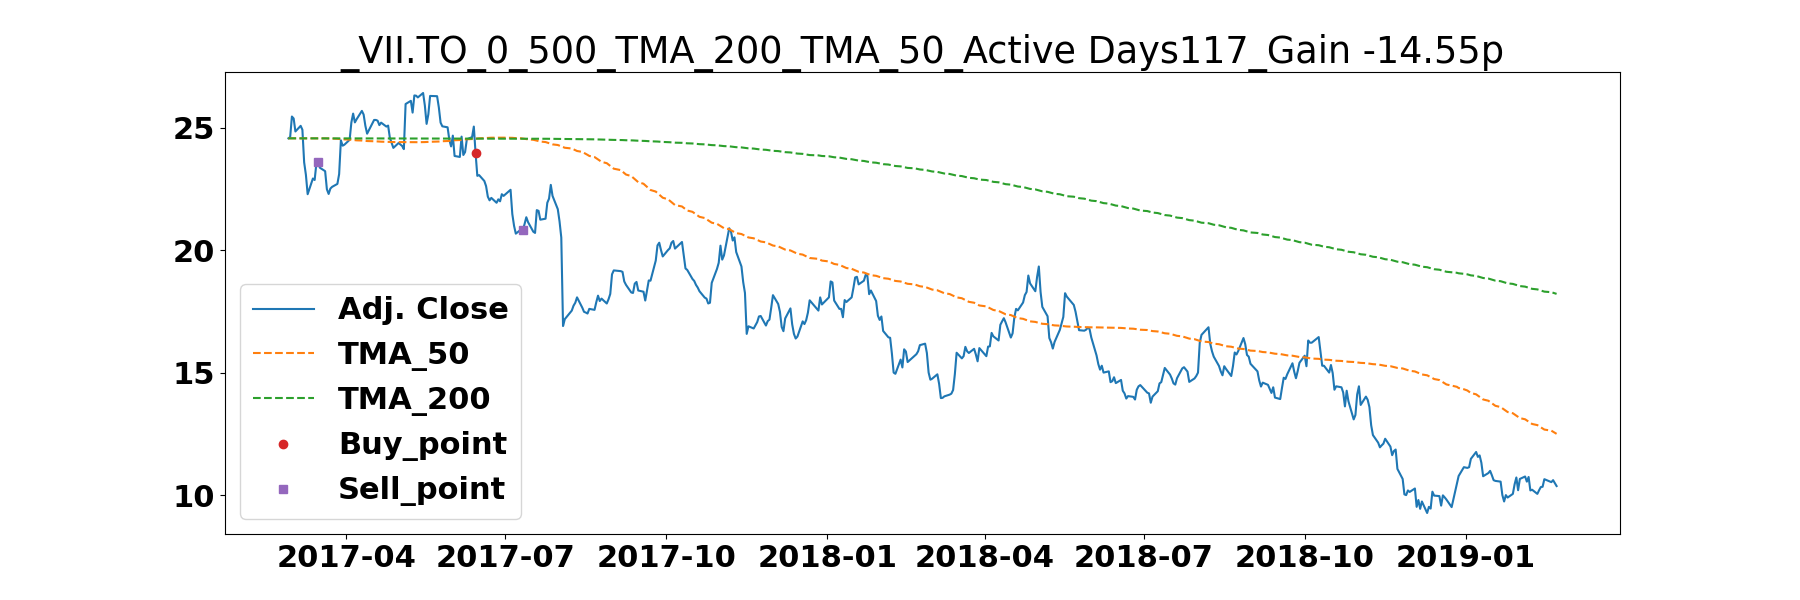 _VII.TO_0_500_TMA_200_TMA_50_Active Days117_Gain -14.55p
25
20
15
10
Adj. Close
TMA_50
TMA_200
Buy_point
Sell_point
2017-04 2017-07 2017-10 2018-01 2018-04 2018-07 2018-10 2019-01